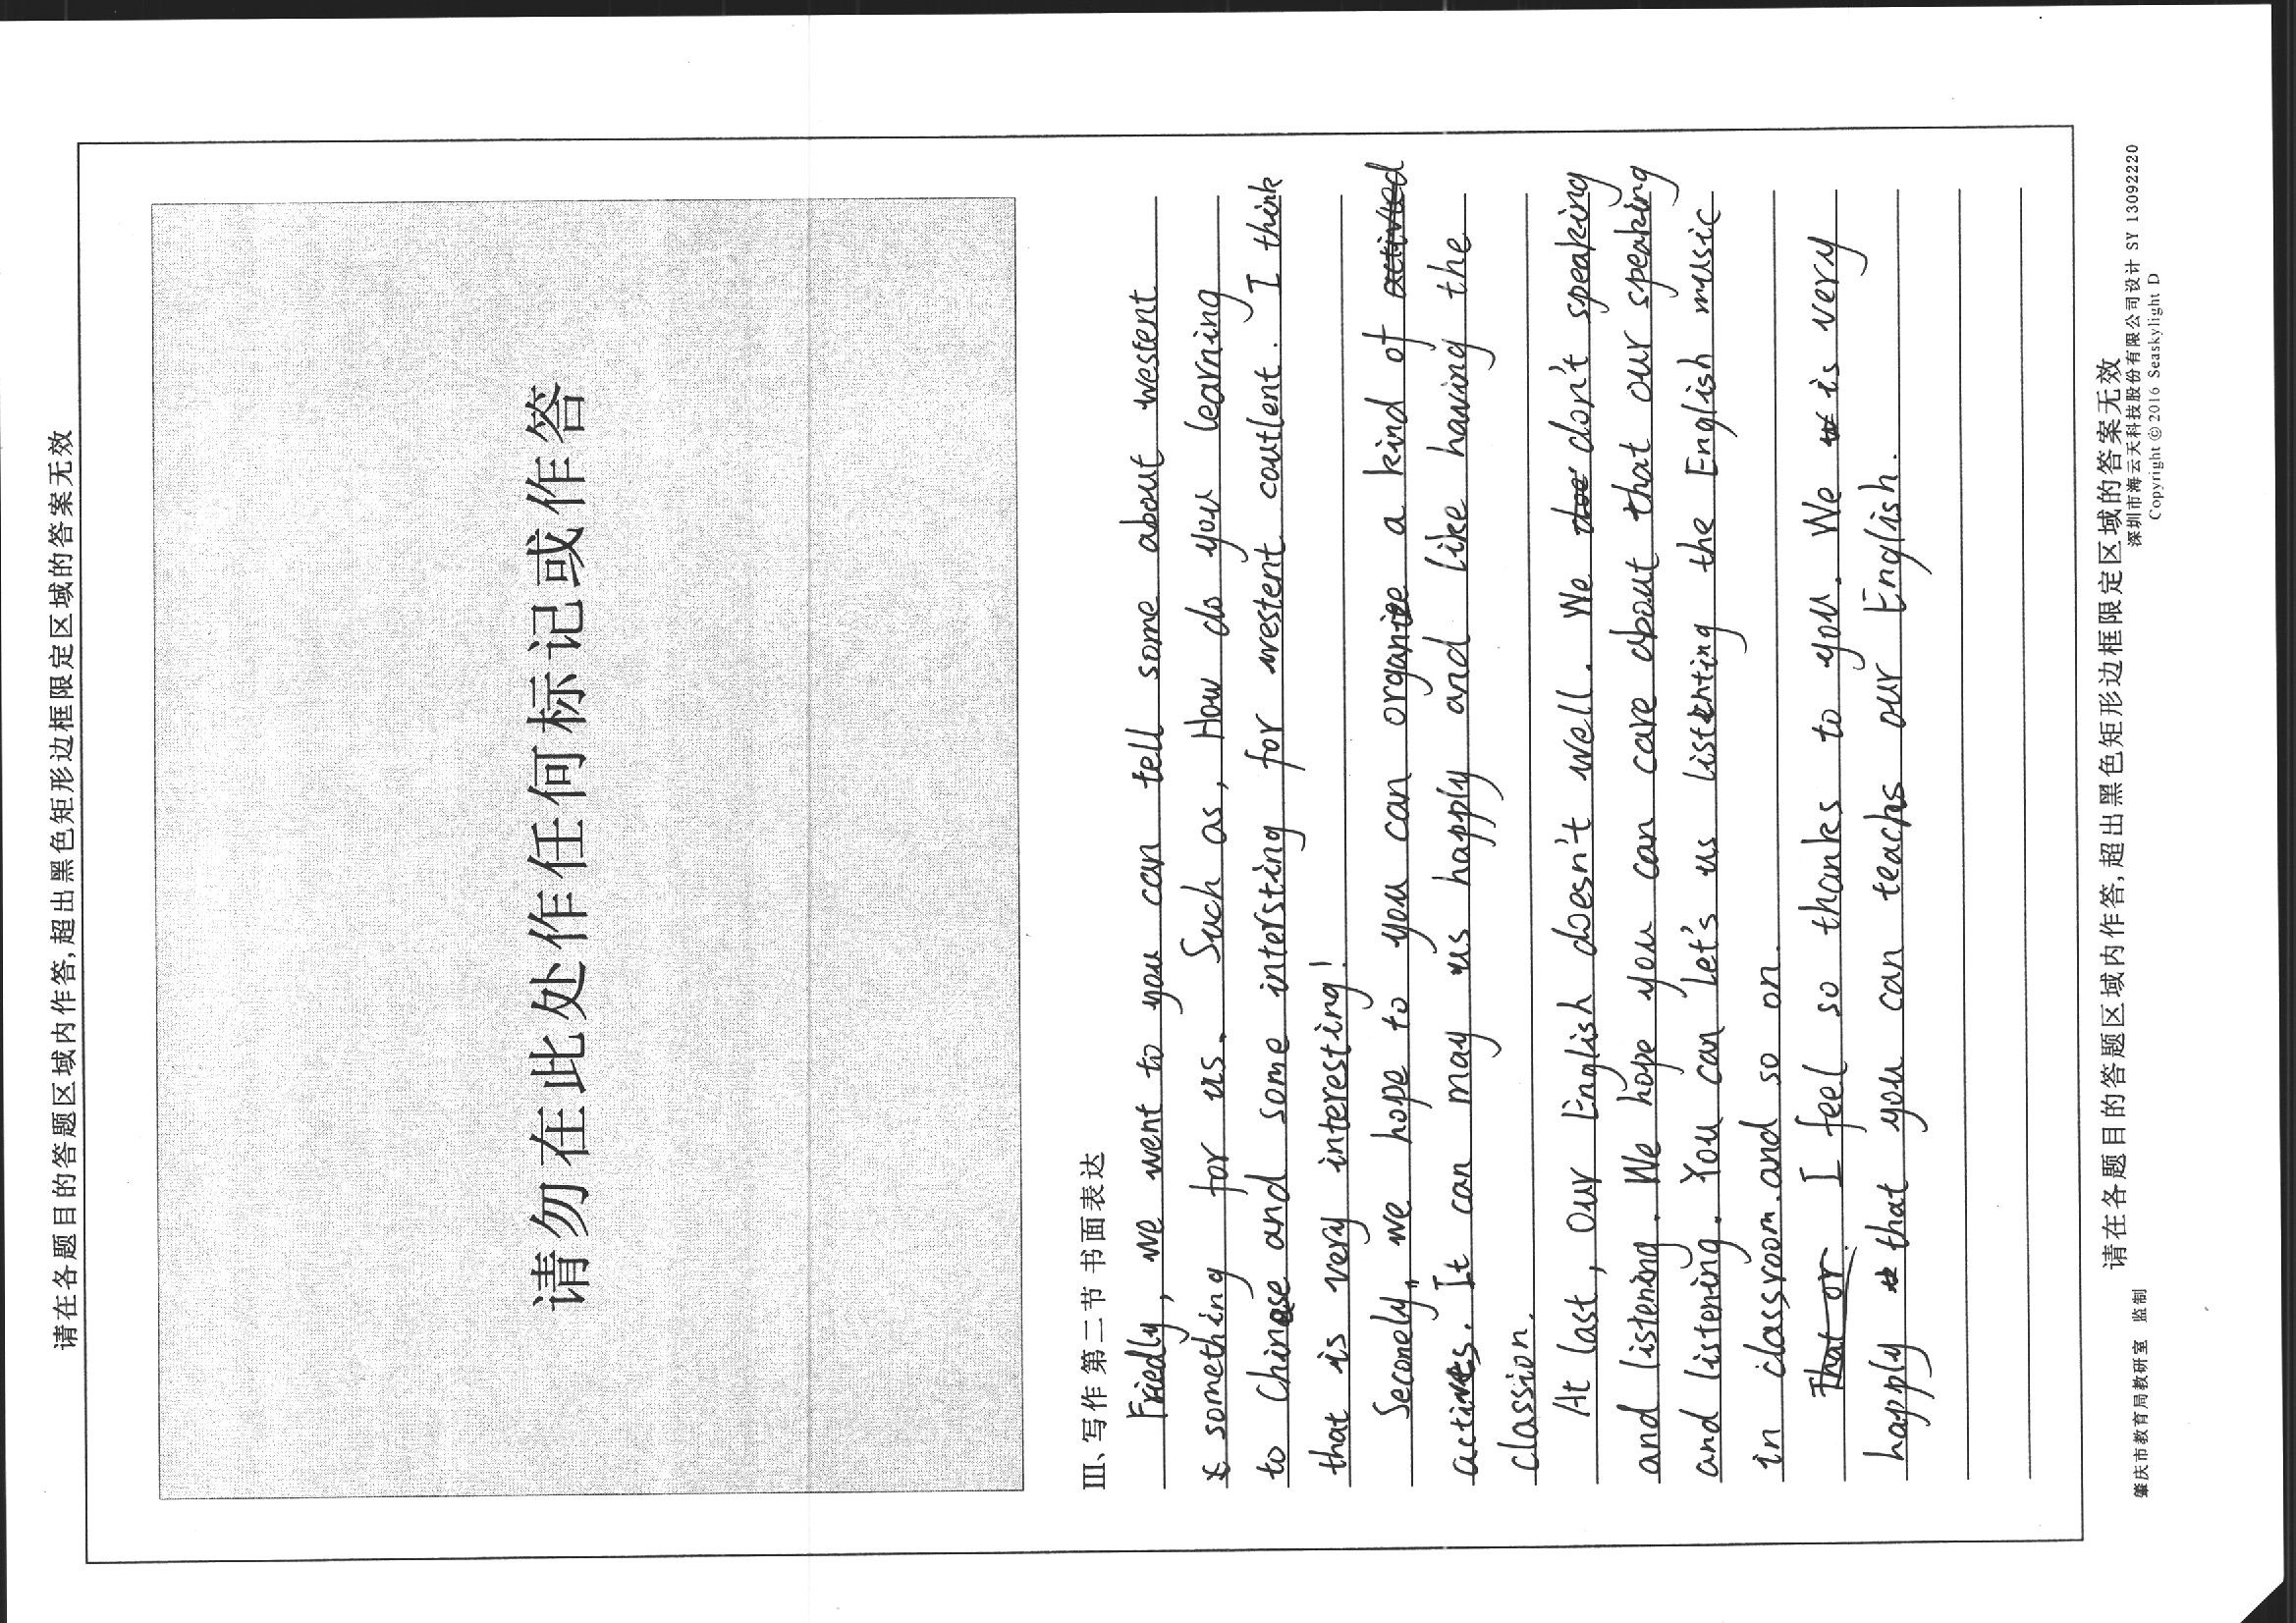 请在各题目的答题区域内作答,超出黑色矩形边框限定区域的答案无效
请勿在此处作任何标记或作答
III、写作 第二节 书面表达
Friedly, we went to you can tell some about westent
something for us. Such as, How do you learning
to Chinese and some intersting for westent coutlent. I think
that is very interesting!
Seconely, we hope to you can organize a kind of
actives. It can may us happly and like having the
classion.
At last, our English doesn't well. We don't speaking
and listening. We hope you can care about that our speaking
and listening. You can Let's us listenting the English music
in classroom. and so on.
I feel so thanks to you. We is very
happly that you can teachs our English.
请在各题目的答题区域内作答,超出黑色矩形边框限定区域的答案无效
肇庆市教育局教研室 监制
深圳市海云天科技股份有限公司设计 SY 13092220
Copyright ©2016 Seaskylight D